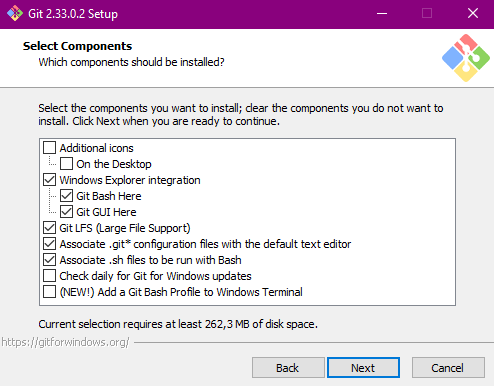 Git 2.33.0.2 Setup
Select Components
Which components should be installed?
Select the components you want to install; clear the components you do not want to
install. Click Next when you are ready to continue.
Additional icons
On the Desktop
Windows Explorer integration
Git Bash Here
Git GUI Here
Git LFS (Large File Support)
Associate .git* configuration files with the default text editor
Associate .sh files to be run with Bash
Check daily for Git for Windows updates
(NEW!) Add a Git Bash Profile to Windows Terminal
Current selection requires at least 262,3 MB of disk space.
https://gitforwindows.org/
Back
Next
Cancel